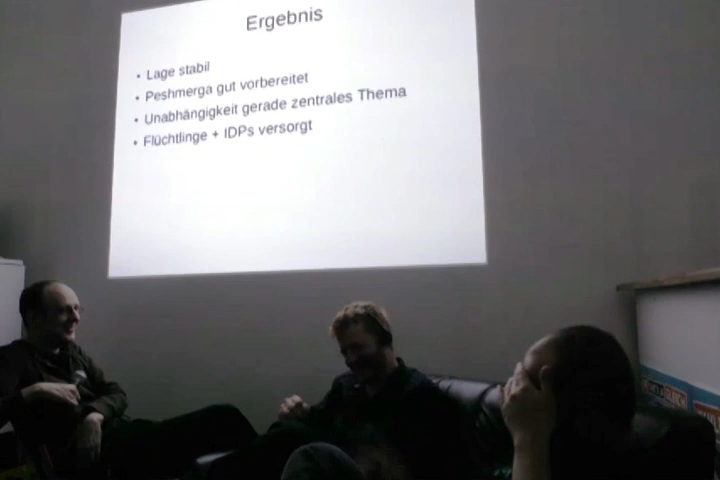 Ergebnis
• Lage stabil
• Peshmerga gut vorbereitet
• Unabhängigkeit gerade zentrales Thema
• Flüchtlinge + IDPs versorgt